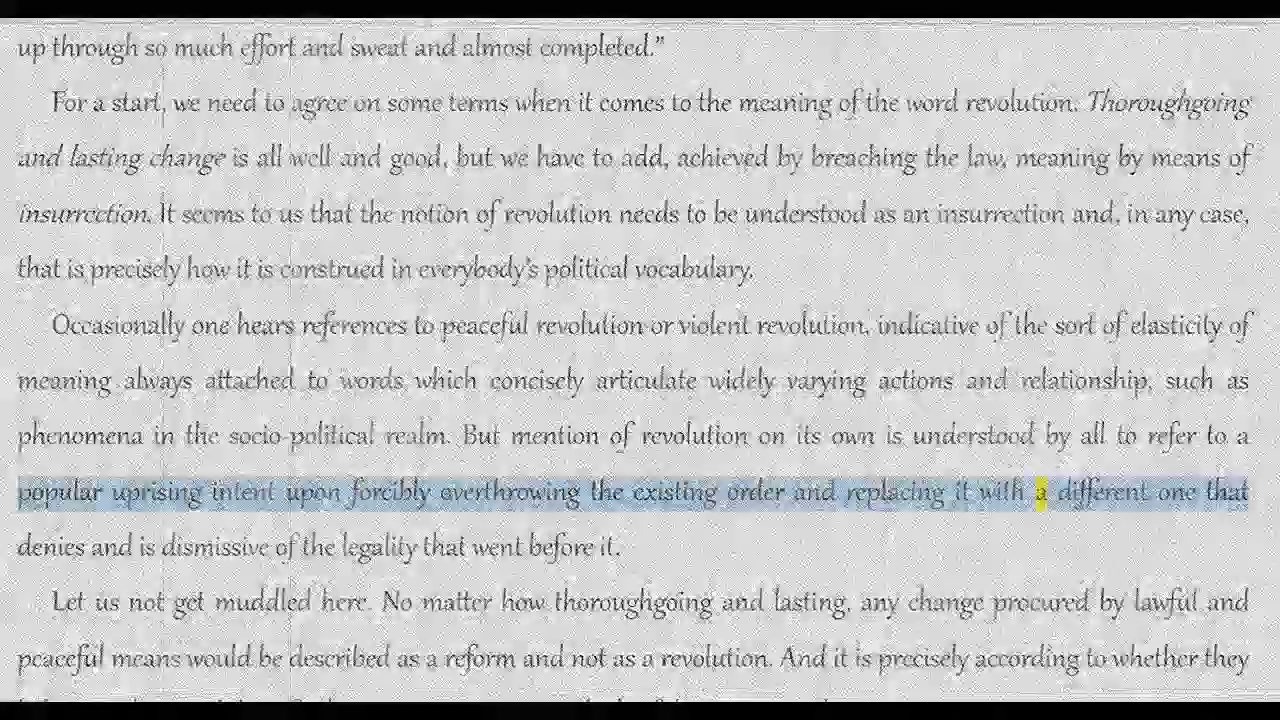 up through so much effort and sweat and almost completed.”
For a start, we need to agree on some terms when it comes to the meaning of the word revolution. Thoroughgoing
and lasting change is all well and good, but we have to add, achieved by breaching the law, meaning by means of
insurrection. It seems to us that the notion of revolution needs to be understood as an insurrection and, in any case,
that is precisely how it is construed in everybody’s political vocabulary.
Occasionally one hears references to peaceful revolution or violent revolution, indicative of the sort of elasticity of
meaning always attached to words which concisely articulate widely varying actions and relationship, such as
phenomena in the socio-political realm. But mention of revolution on its own is understood by all to refer to a
popular uprising intent upon forcibly overthrowing the existing order and replacing it with a different one that
denies and is dismissive of the legality that went before it.
Let us not get muddled here. No matter how thoroughgoing and lasting, any change procured by lawful and
peaceful means would be described as a reform and not as a revolution. And it is precisely according to whether they